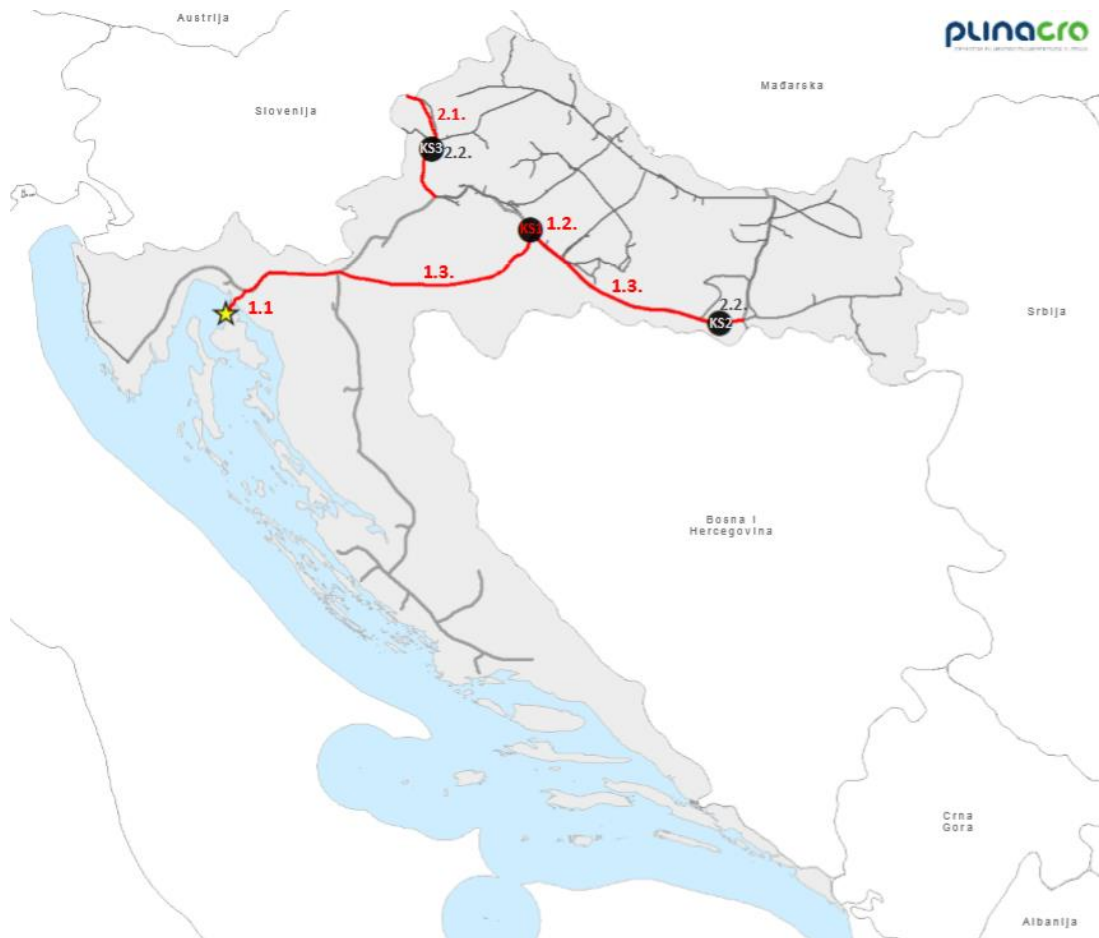 Austrija
plinacro
Mađarska
Slovenija
2.1.
KS3
2.2.
KS1
1.2.
1.3.
1.3.
1.1
2.2.
KS2
Srbija
Bosna i
Hercegovina
Crna
Gora
Albanija